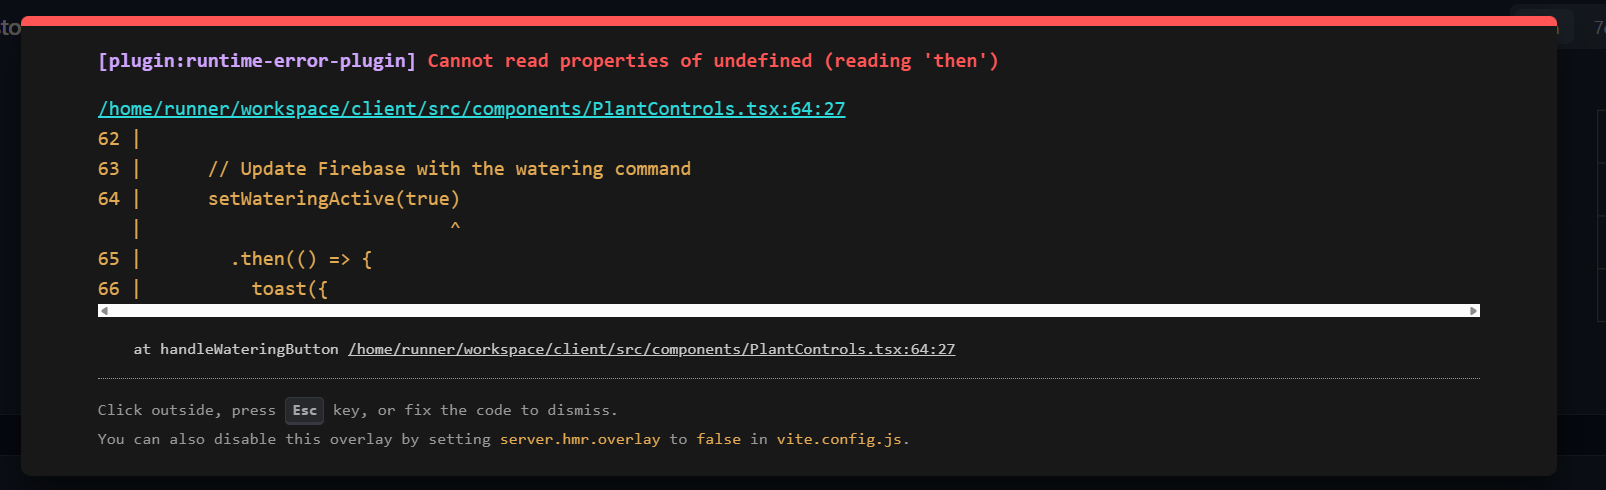 sto
[plugin:runtime-error-plugin] Cannot read properties of undefined (reading 'then')
/home/runner/workspace/client/src/components/PlantControls.tsx:64:27
62 |
63 |      // Update Firebase with the watering command
64 |      setWateringActive(true)
   |                            ^
65 |        .then(() => {
66 |          toast({
at handleWateringButton /home/runner/workspace/client/src/components/PlantControls.tsx:64:27
Click outside, press Esc key, or fix the code to dismiss.
You can also disable this overlay by setting server.hmr.overlay to false in vite.config.js.